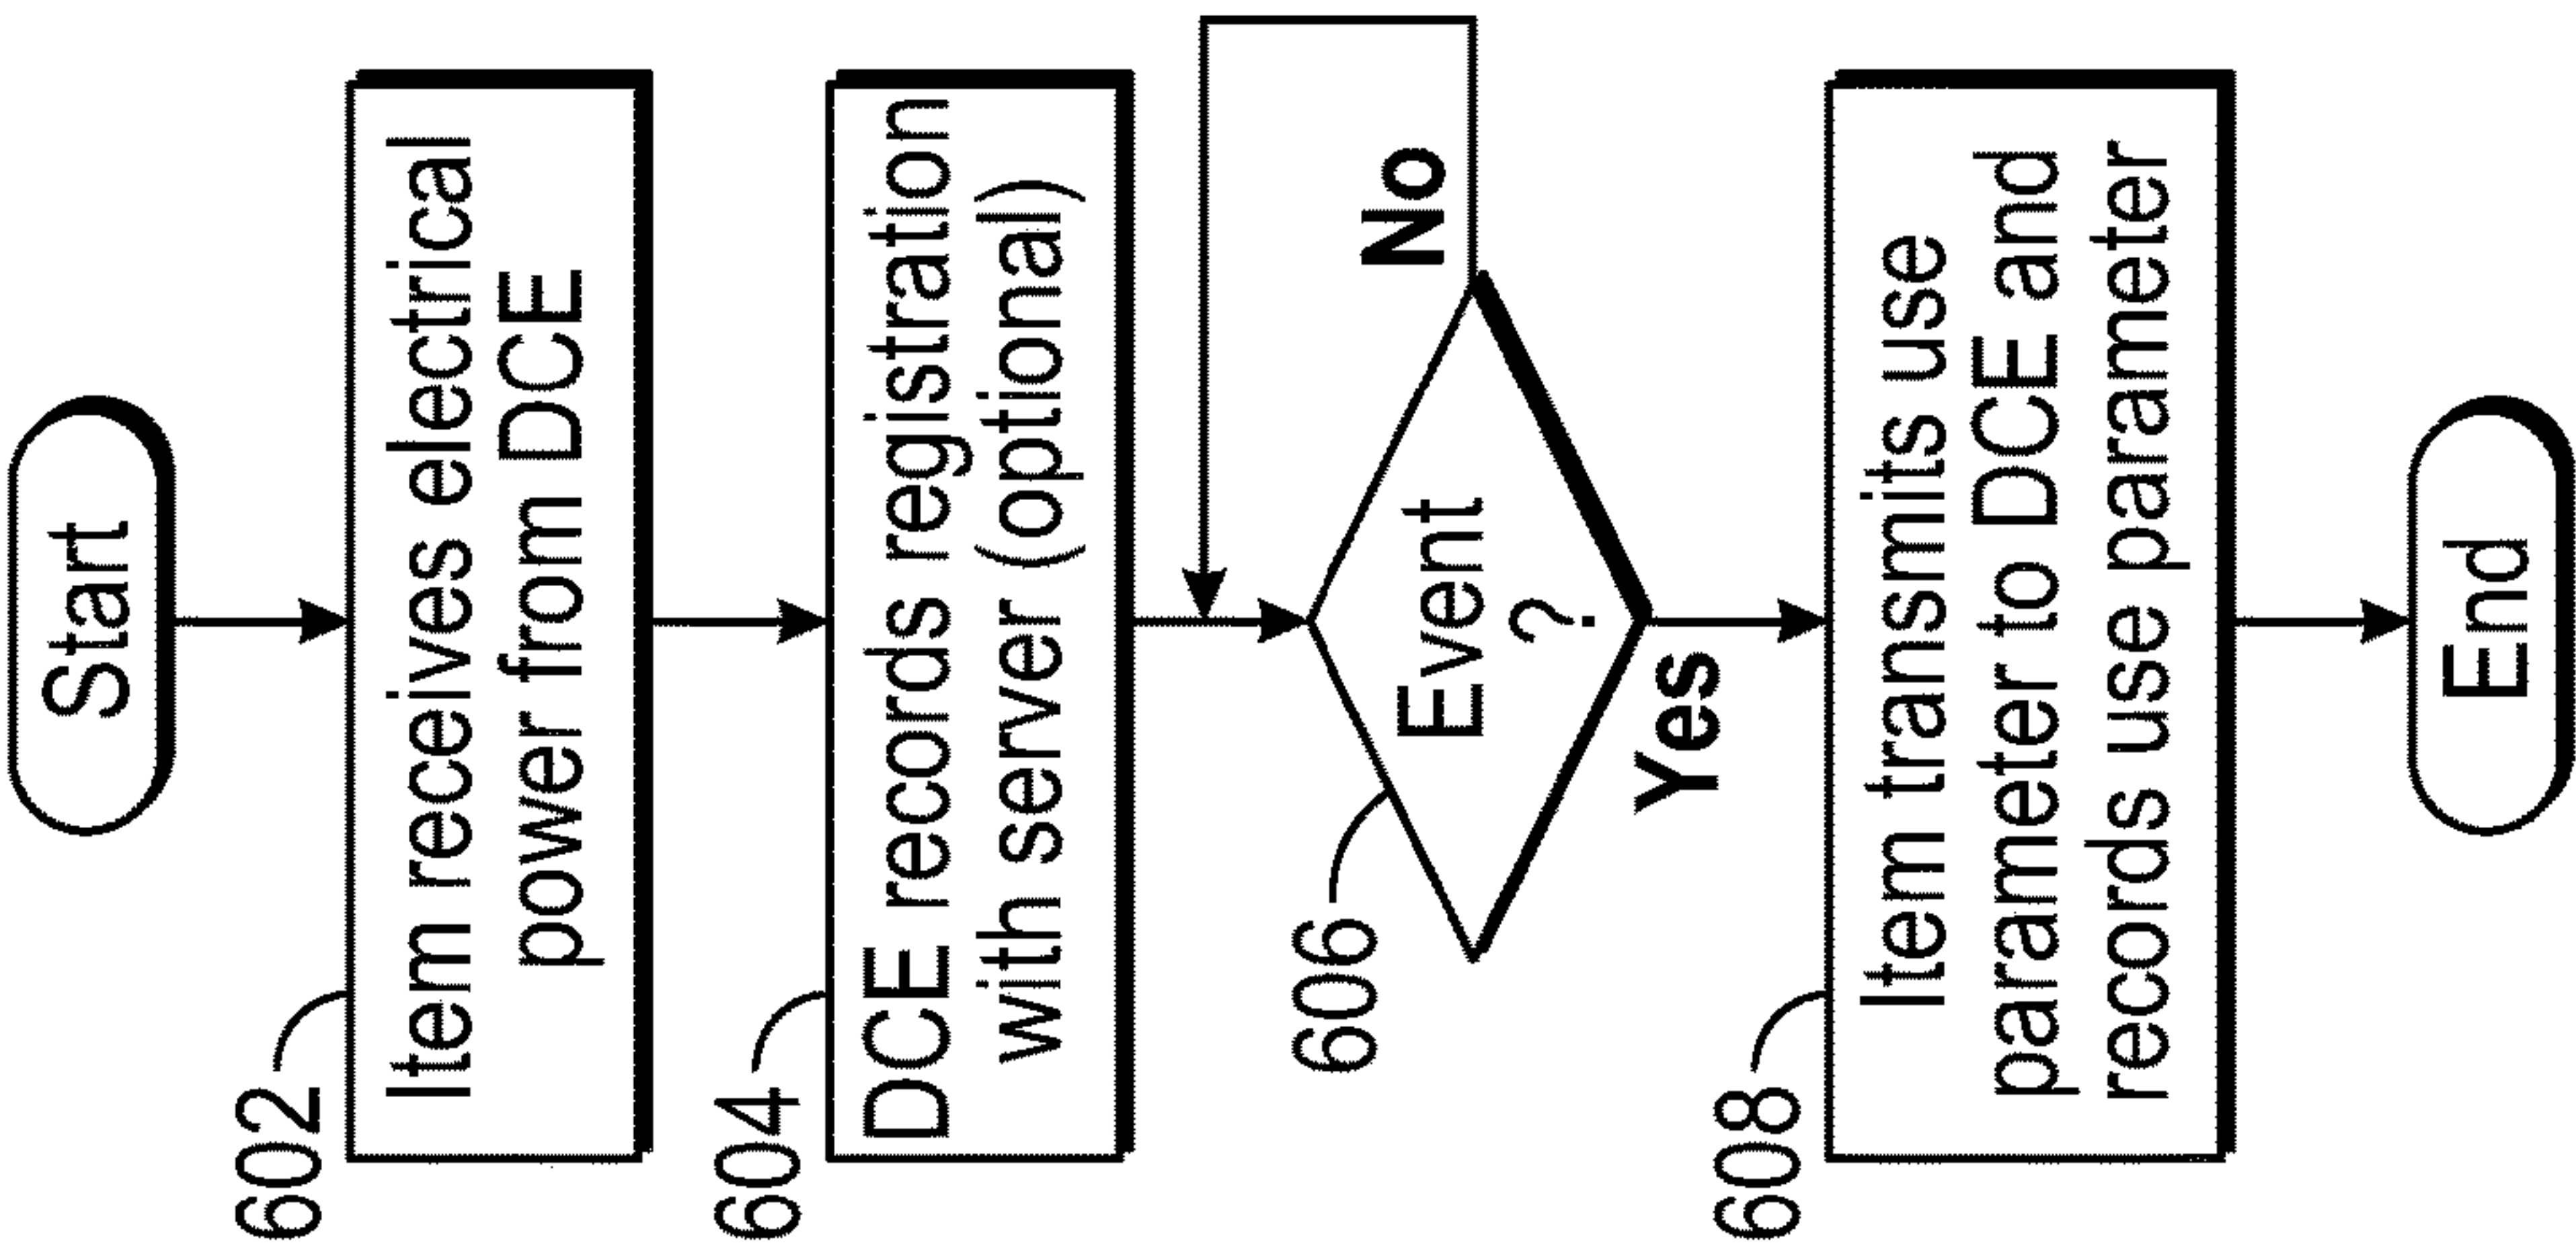 Start
602
Item receives electrical
power from DCE
604
DCE records registration
with server (optional)
606
Event
?
No
Yes
608
Item transmits use
parameter to DCE and
records use parameter
End